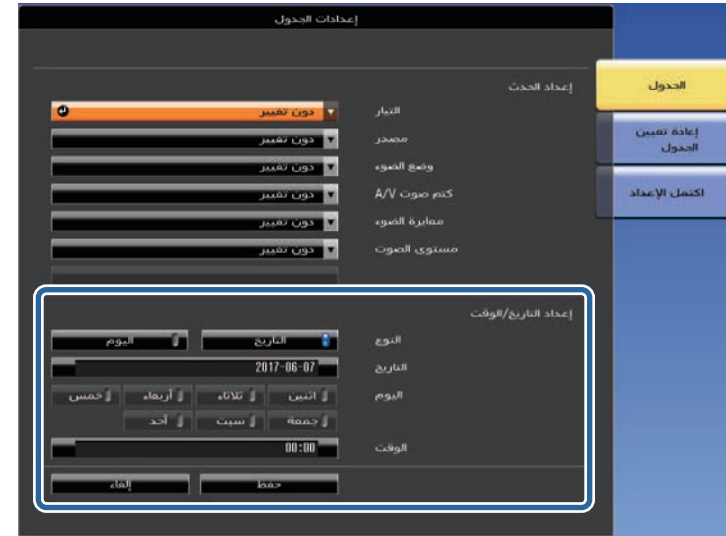 إعدادات الجدول
الجدول
إعادة تعيين
الجدول
اكتمل الإعداد
إعداد الحدث
التيار دون تغيير
مصدر دون تغيير
وضع الضوء دون تغيير
كتم صوت A/V دون تغيير
معايرة الضوء دون تغيير
مستوى الصوت دون تغيير
إعداد التاريخ/الوقت
النوع التاريخ اليوم
التاريخ 2017-06-07
اليوم اثنين ثلاثاء أربعاء خمس
جمعة سبت أحد
الوقت 00:00
حفظ إلغاء